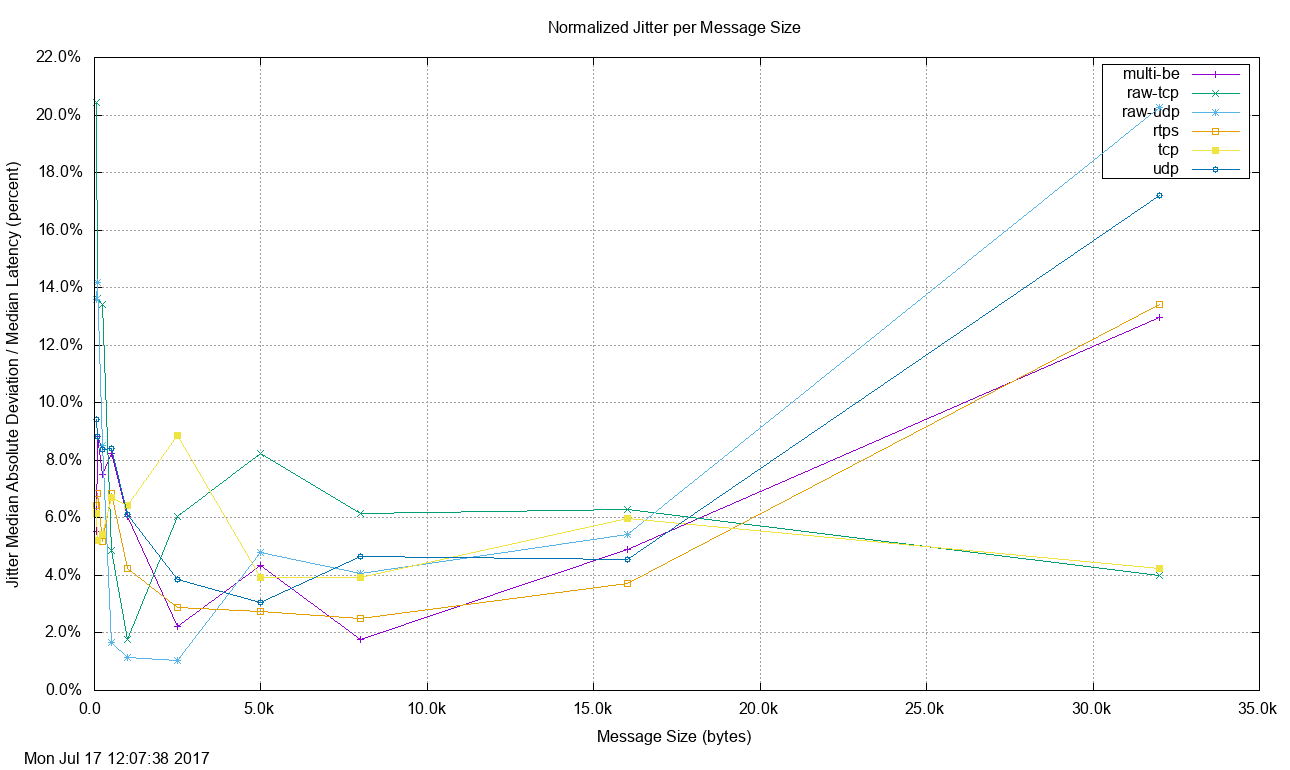 Normalized Jitter per Message Size
22.0%
20.0%
18.0%
16.0%
14.0%
12.0%
10.0%
8.0%
6.0%
4.0%
2.0%
0.0%
Jitter Median Absolute Deviation / Median Latency (percent)
multi-be
raw-tcp
raw-udp
rtps
tcp
udp
0.0 5.0k 10.0k 15.0k 20.0k 25.0k 30.0k 35.0k
Message Size (bytes)
Mon Jul 17 12:07:38 2017